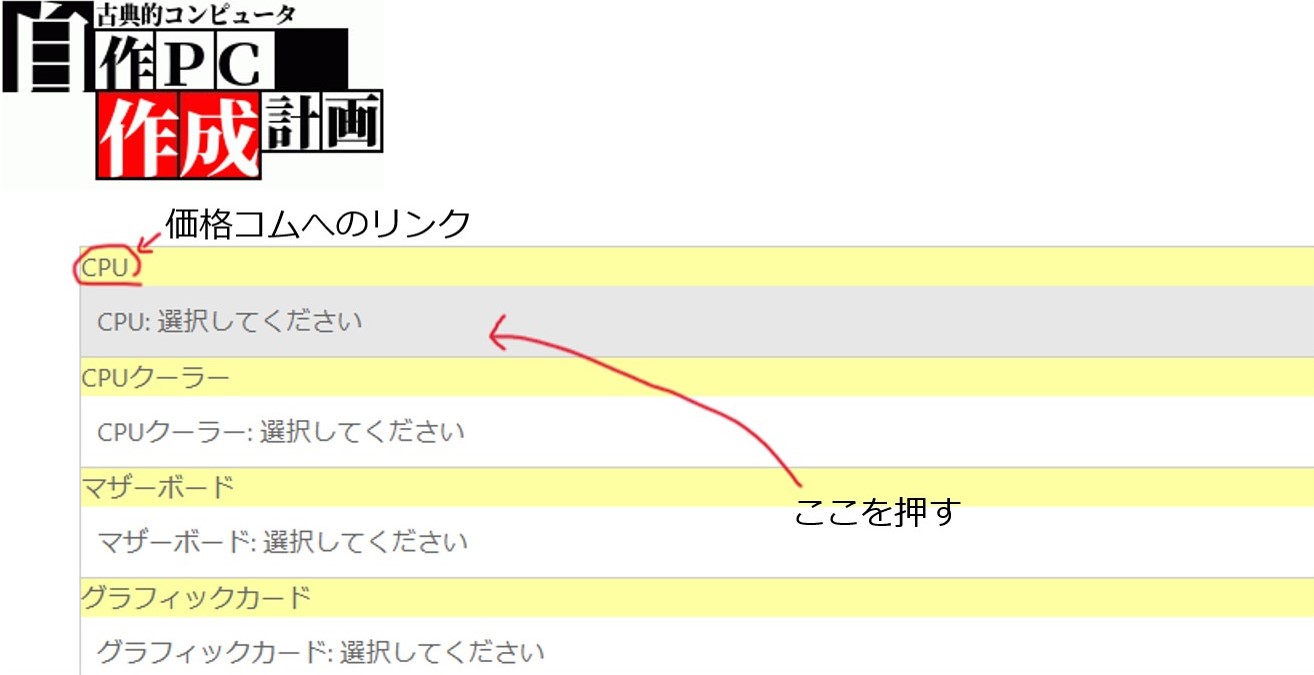 古典的コンピュータ
自作PC
作成計画
価格コムへのリンク
CPU
CPU: 選択してください
CPUクーラー
CPUクーラー: 選択してください
マザーボード
マザーボード: 選択してください
ここを押す
グラフィックカード
グラフィックカード: 選択してください